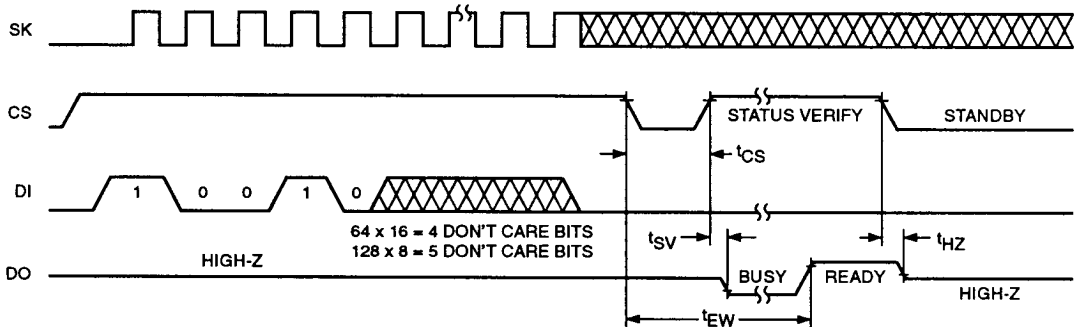 SK
CS
STATUS VERIFY
STANDBY
tCS
DI
1 0 0 1 0
64 x 16 = 4 DON'T CARE BITS
128 x 8 = 5 DON'T CARE BITS
tSV
tHZ
DO
HIGH-Z
BUSY
READY
HIGH-Z
tEW